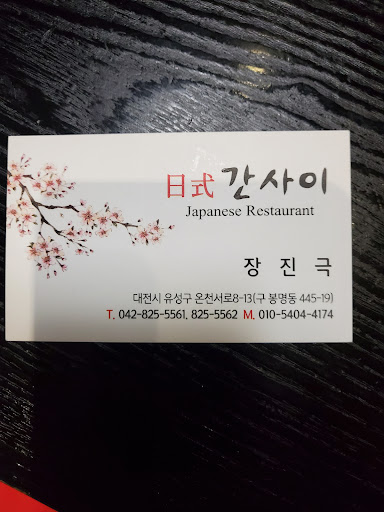 日式 간사이
Japanese Restaurant
장 진 극
대전시 유성구 온천서로8-13(구 봉명동 445-19)
T. 042-825-5561, 825-5562 M. 010-5404-4174